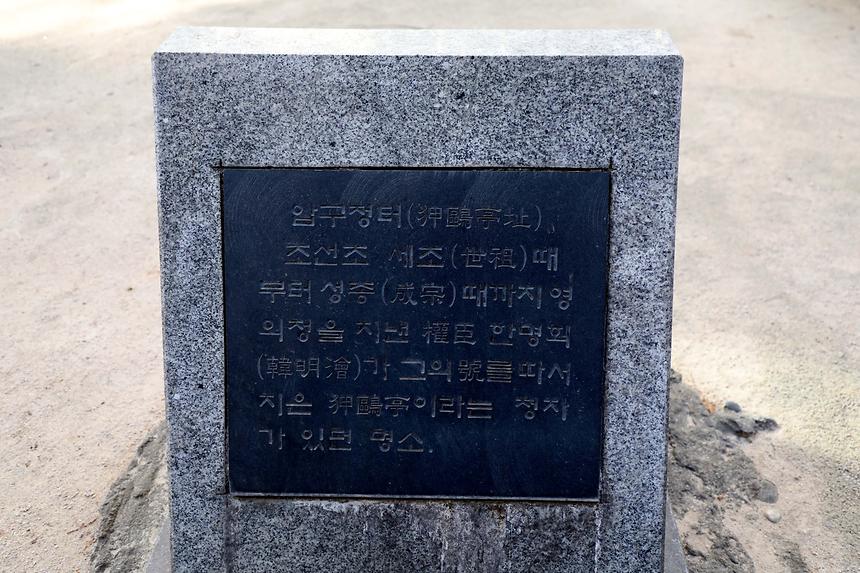 압구정터(狎鷗亭址)
조선조 세조(世祖)때
부터 성종(成宗)때까지 영
의정을 지낸 權臣 한명회
(韓明澮)가 그의 號를 따서
지은 狎鷗亭이라는 정자
가 있던 명소.